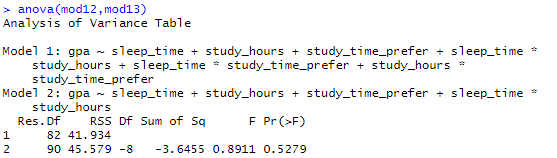 > anova(mod12,mod13)
Analysis of Variance Table

Model 1: gpa ~ sleep_time + study_hours + study_time_prefer + sleep_time *
    study_hours + sleep_time * study_time_prefer + study_hours *
    study_time_prefer
Model 2: gpa ~ sleep_time + study_hours + study_time_prefer + sleep_time *
    study_hours
  Res.Df    RSS Df Sum of Sq      F Pr(>F)
1     82 41.934
2     90 45.579 -8   -3.6455 0.8911 0.5279